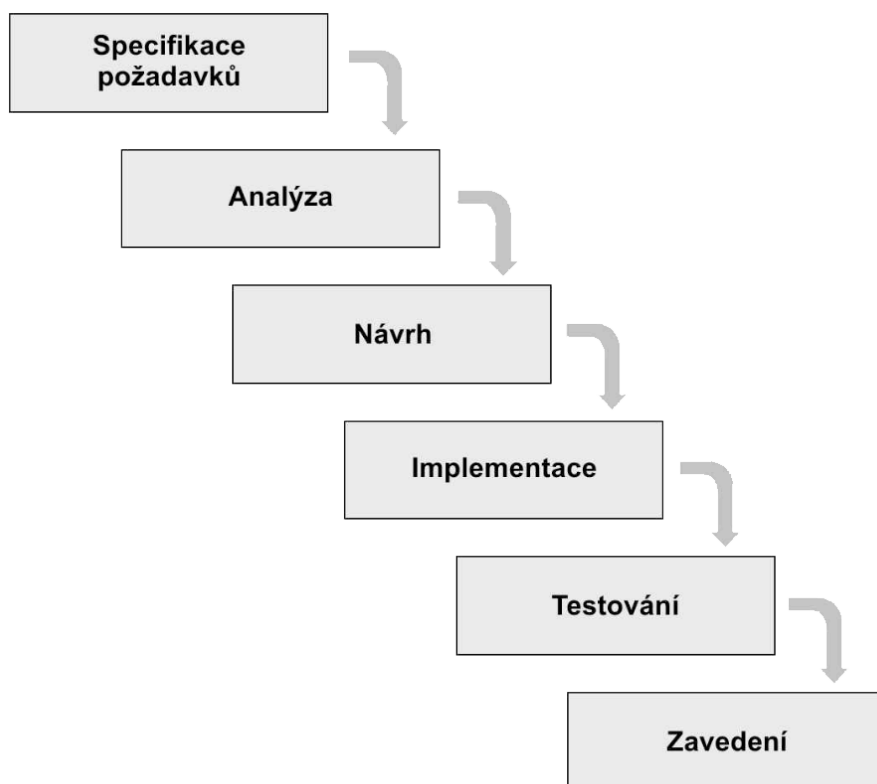 Specifikace
požadavků
Analýza
Návrh
Implementace
Testování
Zavedení